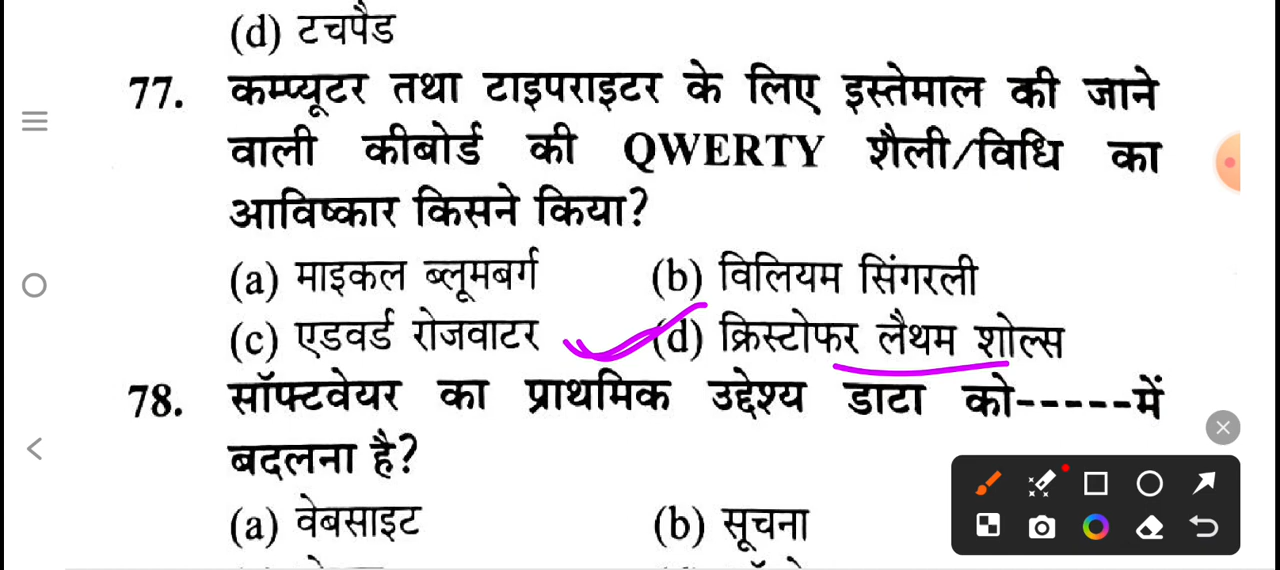 (d) टचपैड
77. कम्प्यूटर तथा टाइपराइटर के लिए इस्तेमाल की जाने
वाली कीबोर्ड की QWERTY शैली/विधि का
आविष्कार किसने किया?
(a) माइकल ब्लूमबर्ग (b) विलियम सिंगरली
(c) एडवर्ड रोजवाटर (d) क्रिस्टोफर लैथम शोल्स
78. सॉफ्टवेयर का प्राथमिक उद्देश्य डाटा को-----में
बदलना है?
(a) वेबसाइट (b) सूचना